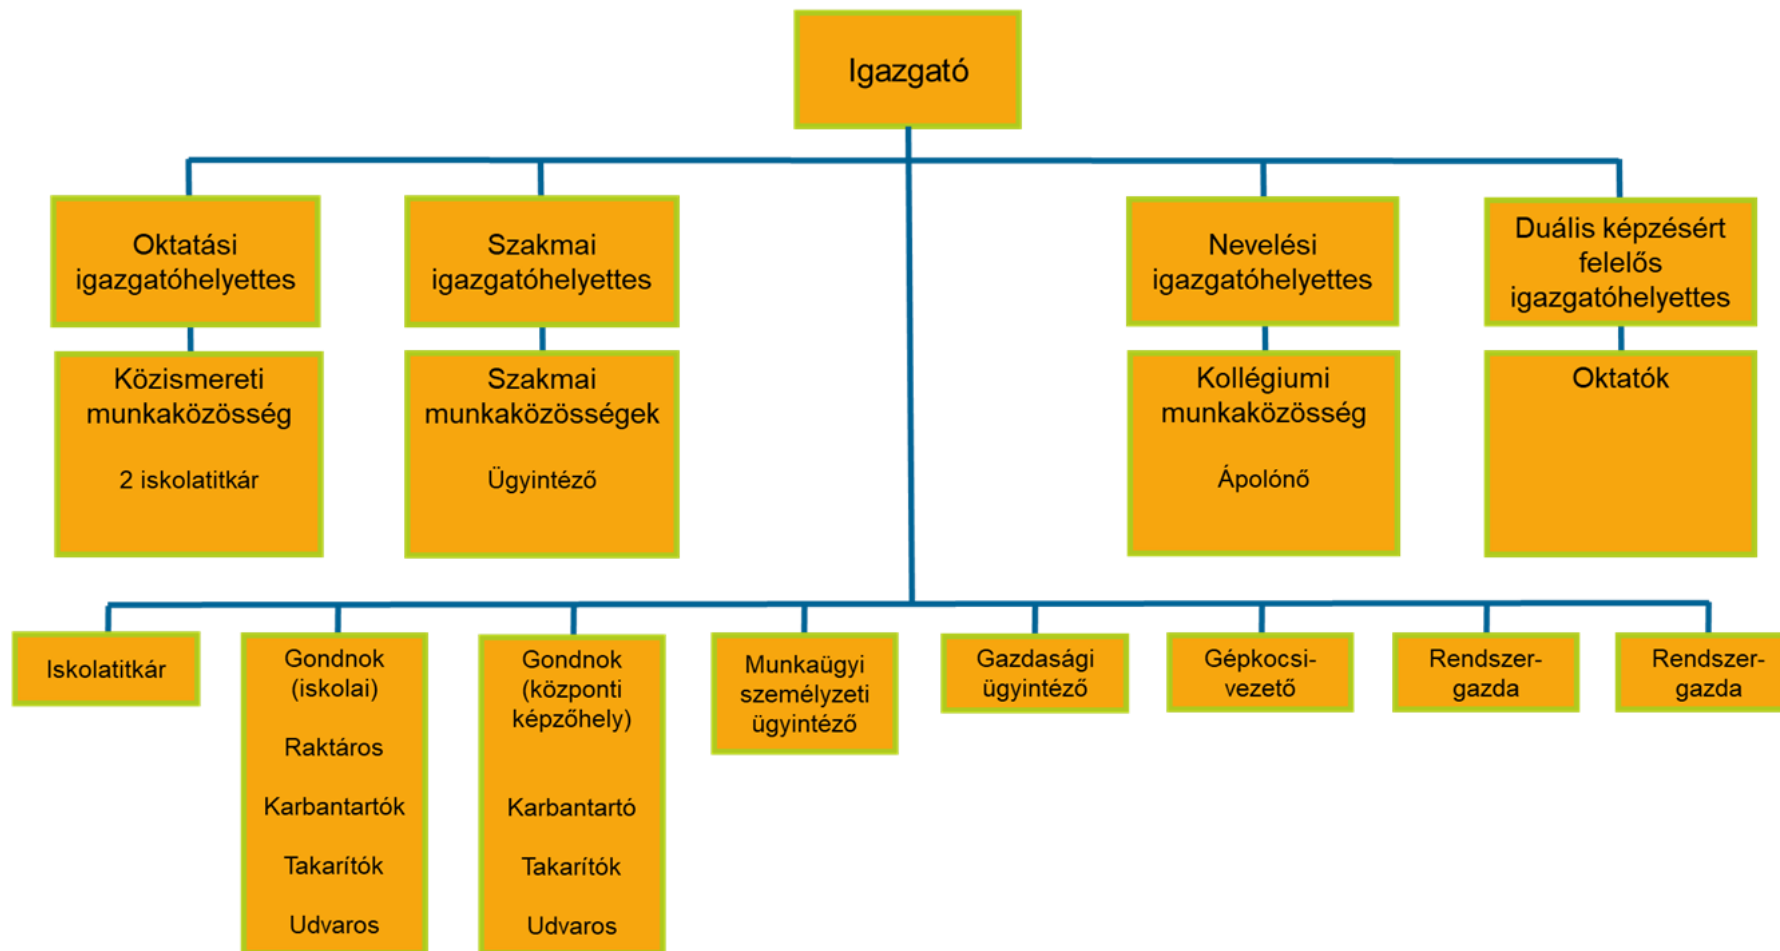 Igazgató
Oktatási
igazgatóhelyettes
Szakmai
igazgatóhelyettes
Nevelési
igazgatóhelyettes
Duális képzésért
felelős
igazgatóhelyettes
Közismereti
munkaközösség
2 iskolatitkár
Szakmai
munkaközösségek
Ügyintéző
Kollégiumi
munkaközösség
Ápolónő
Oktatók
Iskolatitkár
Gondnok
(iskolai)
Raktáros
Karbantartók
Takarítók
Udvaros
Gondnok
(központi
képzőhely)
Karbantartó
Takarítók
Udvaros
Munkaügyi
személyzeti
ügyintéző
Gazdasági
ügyintéző
Gépkocsi-
vezető
Rendszer-
gazda
Rendszer-
gazda